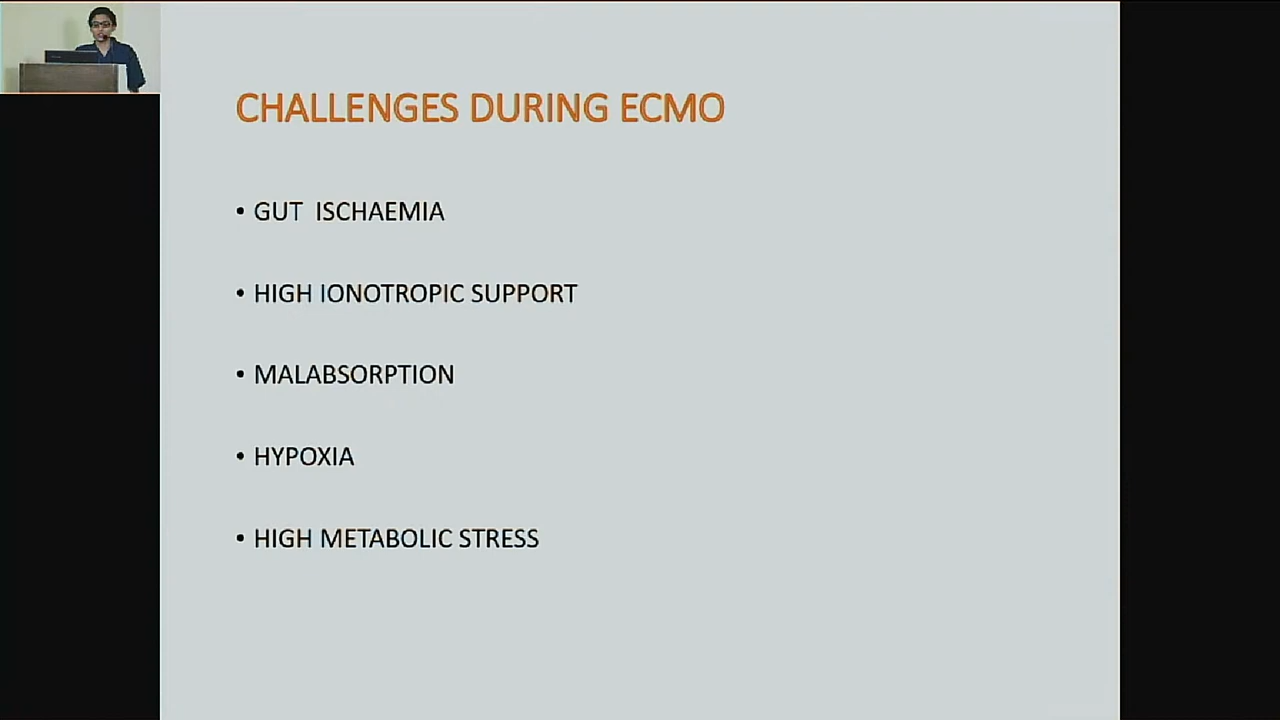 CHALLENGES DURING ECMO
• GUT ISCHAEMIA
• HIGH IONOTROPIC SUPPORT
• MALABSORPTION
• HYPOXIA
• HIGH METABOLIC STRESS